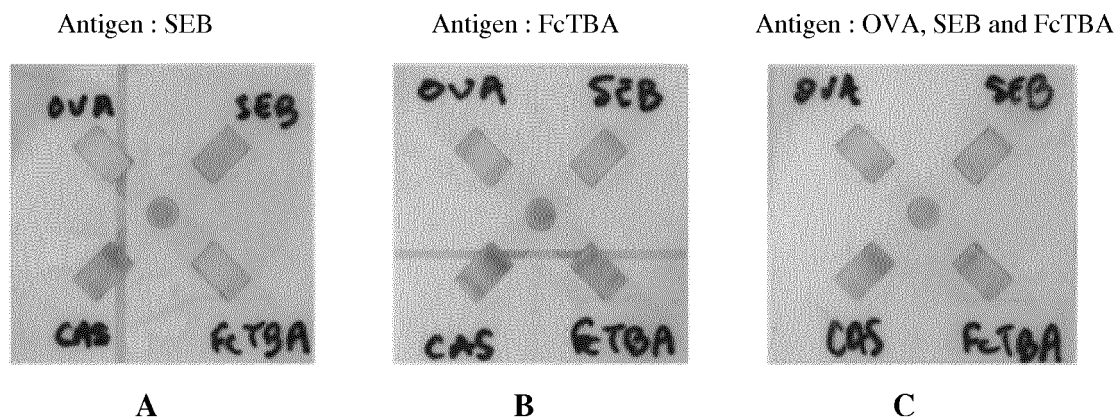 Antigen : SEB Antigen : FcTBA Antigen : OVA, SEB and FcTBA
OVA SEB OVA SEB OVA SEB
CAS FcTBA CAS FcTBA CAS FcTBA
A B C